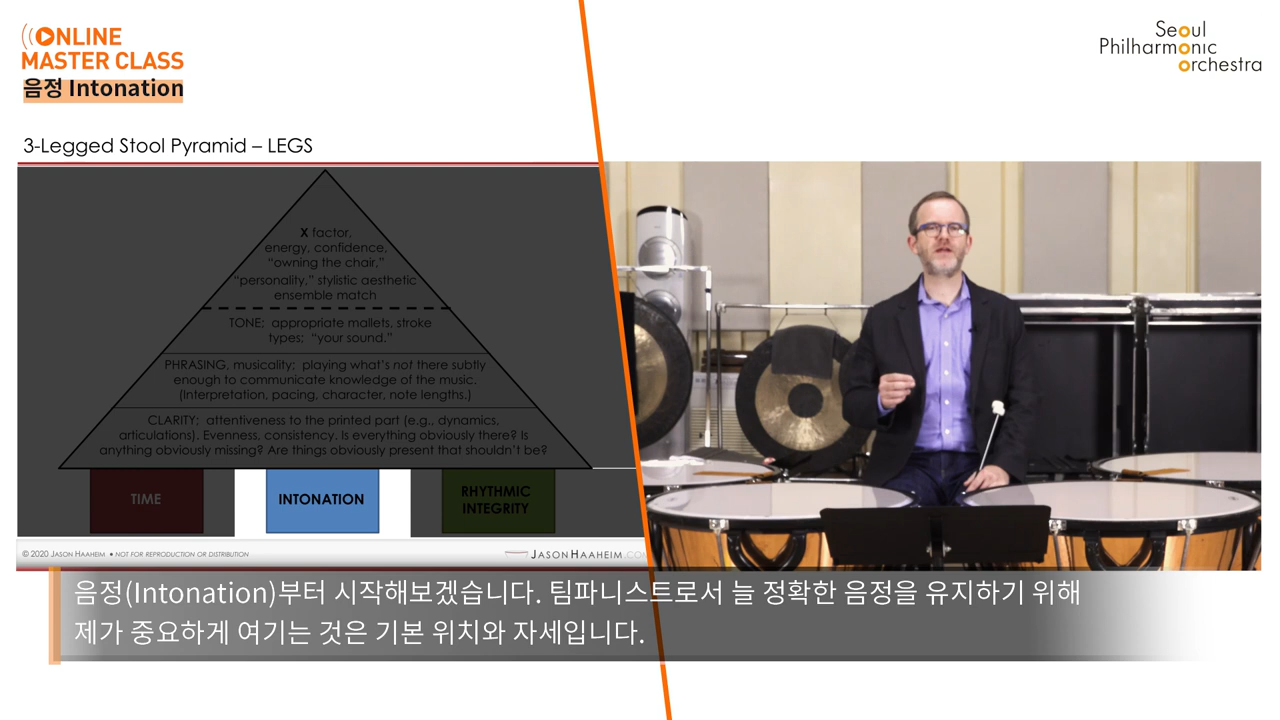 ONLINE
MASTER CLASS
음정 Intonation
Seoul
Philharmonic
orchestra
3-Legged Stool Pyramid – LEGS
X factor,
energy, confidence,
“owning the chair,”
“personality,” stylistic aesthetic
ensemble match
TONE; appropriate mallets, stroke
types; “your sound.”
PHRASING, musicality; playing what’s not there subtly
enough to communicate knowledge of the music.
(Interpretation, pacing, character, note lengths.)
CLARITY; attentiveness to the printed part (e.g., dynamics,
articulations). Evenness, consistency. Is everything obviously there? Is
anything obviously missing? Are things obviously present that shouldn’t be?
TIME
INTONATION
RHYTHMIC
INTEGRITY
© 2020 JASON HAAHEIM • NOT FOR REPRODUCTION OR DISTRIBUTION
JASONHAAHEIM.COM
음정(Intonation)부터 시작해보겠습니다. 팀파니스트로서 늘 정확한 음정을 유지하기 위해
제가 중요하게 여기는 것은 기본 위치와 자세입니다.